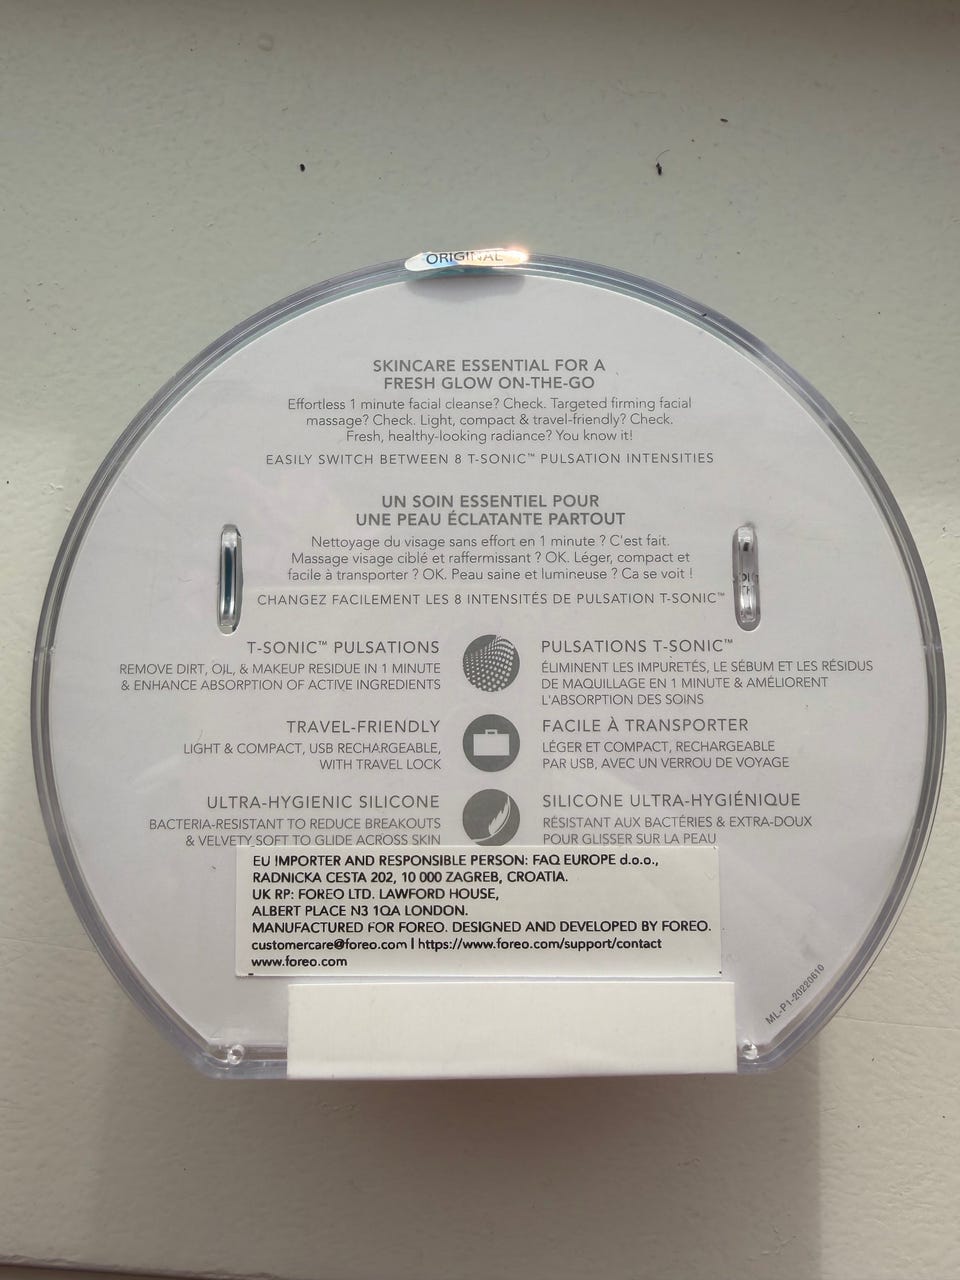 ORIGINAL
SKINCARE ESSENTIAL FOR A
FRESH GLOW ON-THE-GO
Effortless 1 minute facial cleanse? Check. Targeted firming facial
massage? Check. Light, compact & travel-friendly? Check.
Fresh, healthy-looking radiance? You know it!
EASILY SWITCH BETWEEN 8 T-SONIC™ PULSATION INTENSITIES
UN SOIN ESSENTIEL POUR
UNE PEAU ÉCLATANTE PARTOUT
Nettoyage du visage sans effort en 1 minute ? C'est fait.
Massage visage ciblé et raffermissant ? OK. Léger, compact et
facile à transporter ? OK. Peau saine et lumineuse ? Ca se voit !
CHANGEZ FACILEMENT LES 8 INTENSITÉS DE PULSATION T-SONIC™
T-SONIC™ PULSATIONS
REMOVE DIRT, OIL, & MAKEUP RESIDUE IN 1 MINUTE
& ENHANCE ABSORPTION OF ACTIVE INGREDIENTS
PULSATIONS T-SONIC™
ÉLIMINENT LES IMPURETÉS, LE SÉBUM ET LES RÉSIDUS
DE MAQUILLAGE EN 1 MINUTE & AMÉLIORENT
L'ABSORPTION DES SOINS
TRAVEL-FRIENDLY
LIGHT & COMPACT, USB RECHARGEABLE,
WITH TRAVEL LOCK
FACILE À TRANSPORTER
LÉGER ET COMPACT, RECHARGEABLE
PAR USB, AVEC UN VERROU DE VOYAGE
ULTRA-HYGIENIC SILICONE
BACTERIA-RESISTANT TO REDUCE BREAKOUTS
& VELVETY SOFT TO GLIDE ACROSS SKIN
SILICONE ULTRA-HYGIÉNIQUE
RÉSISTANT AUX BACTÉRIES & EXTRA-DOUX
POUR GLISSER SUR LA PEAU
EU IMPORTER AND RESPONSIBLE PERSON: FAQ EUROPE d.o.o.,
RADNICKA CESTA 202, 10 000 ZAGREB, CROATIA.
UK RP: FOREO LTD. LAWFORD HOUSE,
ALBERT PLACE N3 1QA LONDON.
MANUFACTURED FOR FOREO. DESIGNED AND DEVELOPED BY FOREO.
customercare@foreo.com | https://www.foreo.com/support/contact
www.foreo.com
ML-P1-20220610